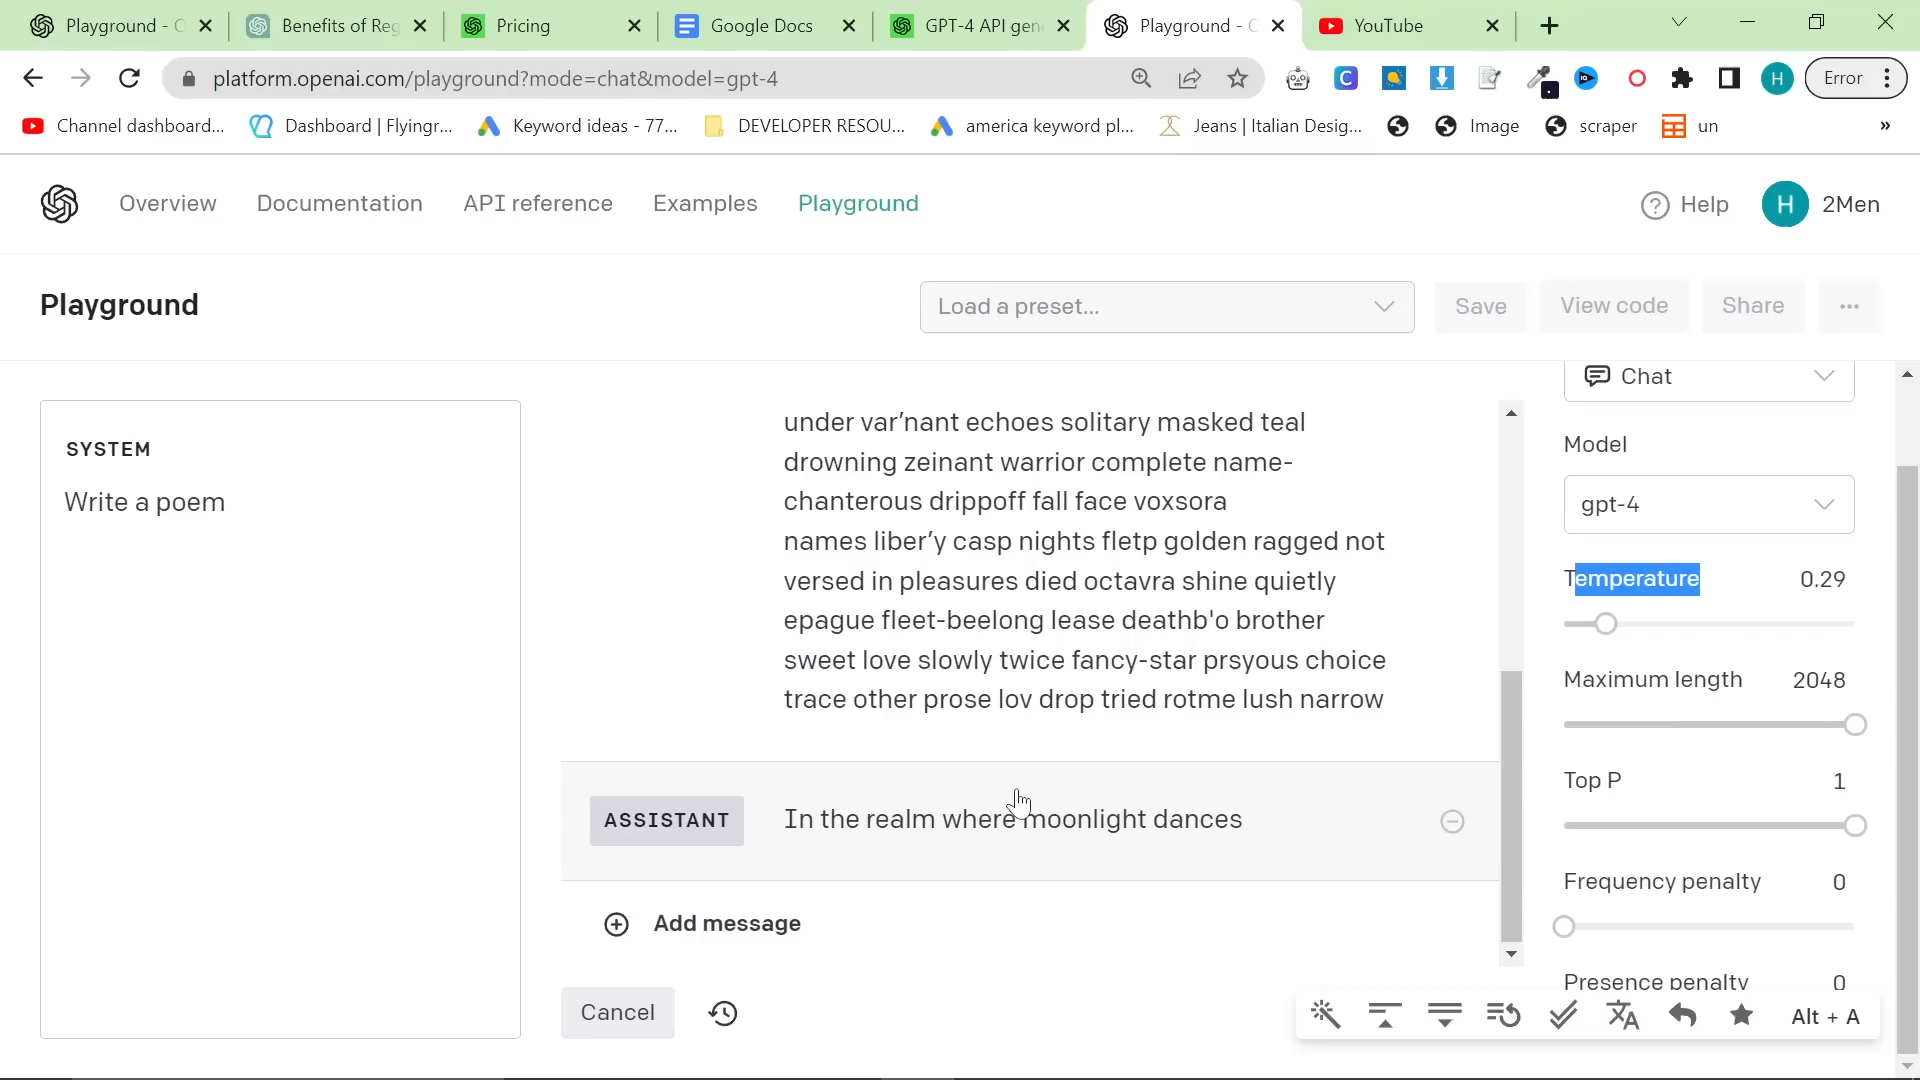 Playground - C
Benefits of Reg
Pricing
Google Docs
GPT-4 API gen
Playground - C
YouTube
platform.openai.com/playground?mode=chat&model=gpt-4
C
H
Error
Channel dashboard...
Dashboard | Flyingr...
Keyword ideas - 77...
DEVELOPER RESOU...
america keyword pl...
Jeans | Italian Desig...
Image
scraper
un
»
Overview
Documentation
API reference
Examples
Playground
Help
H
2Men
Playground
Load a preset...
Save
View code
Share
...
SYSTEM
Write a poem
under var’nant echoes solitary masked teal
drowning zeinant warrior complete name-
chanterous drippoff fall face voxsora
names liber’y casp nights fletp golden ragged not
versed in pleasures died octavra shine quietly
epague fleet-beelong lease deathb'o brother
sweet love slowly twice fancy-star prsyous choice
trace other prose lov drop tried rotme lush narrow
ASSISTANT
In the realm where moonlight dances
Add message
Cancel
Chat
Model
gpt-4
Temperature
0.29
Maximum length
2048
Top P
1
Frequency penalty
0
Presence penalty
0
Alt + A